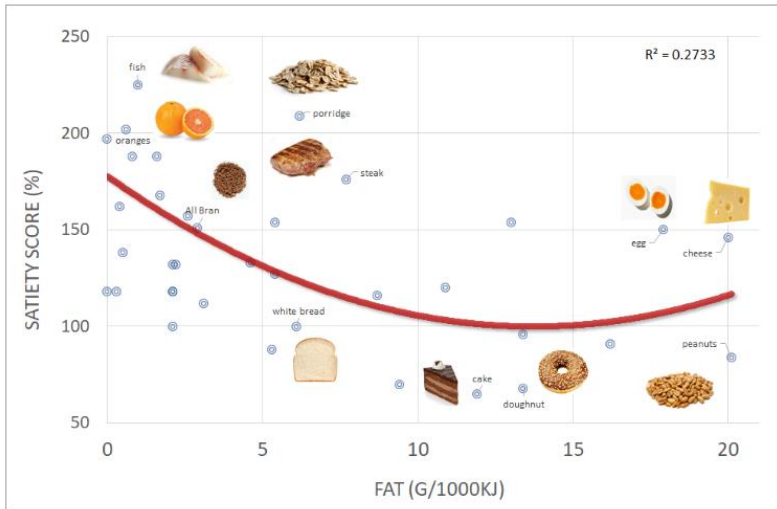 250
R² = 0.2733
fish
porridge
200
oranges
steak
All Bran
egg
cheese
150
white bread
100
peanuts
cake
doughnut
50
0
5
10
15
20
SATIETY SCORE (%)
FAT (G/1000KJ)